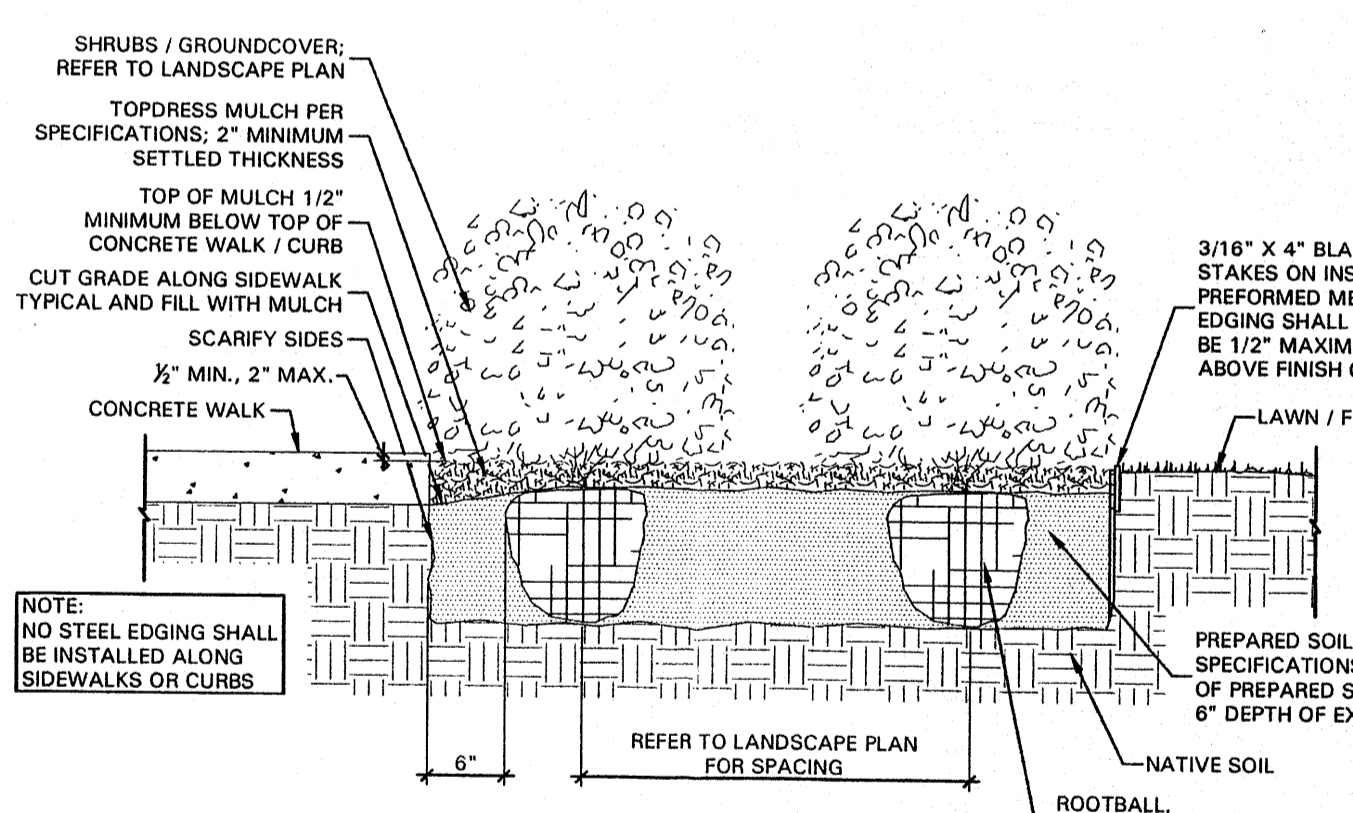 SHRUBS / GROUNDCOVER;
REFER TO LANDSCAPE PLAN
TOPDRESS MULCH PER
SPECIFICATIONS; 2" MINIMUM
SETTLED THICKNESS
TOP OF MULCH 1/2"
MINIMUM BELOW TOP OF
CONCRETE WALK / CURB
CUT GRADE ALONG SIDEWALK
TYPICAL AND FILL WITH MULCH
SCARIFY SIDES
½" MIN., 2" MAX.
CONCRETE WALK
NOTE:
NO STEEL EDGING SHALL
BE INSTALLED ALONG
SIDEWALKS OR CURBS
6"
REFER TO LANDSCAPE PLAN
FOR SPACING
3/16" X 4" BLA
STAKES ON INS
PREFORMED ME
EDGING SHALL
BE 1/2" MAXIM
ABOVE FINISH
LAWN / F
PREPARED SOIL
SPECIFICATIONS
OF PREPARED S
6" DEPTH OF EX
NATIVE SOIL
ROOTBALL.